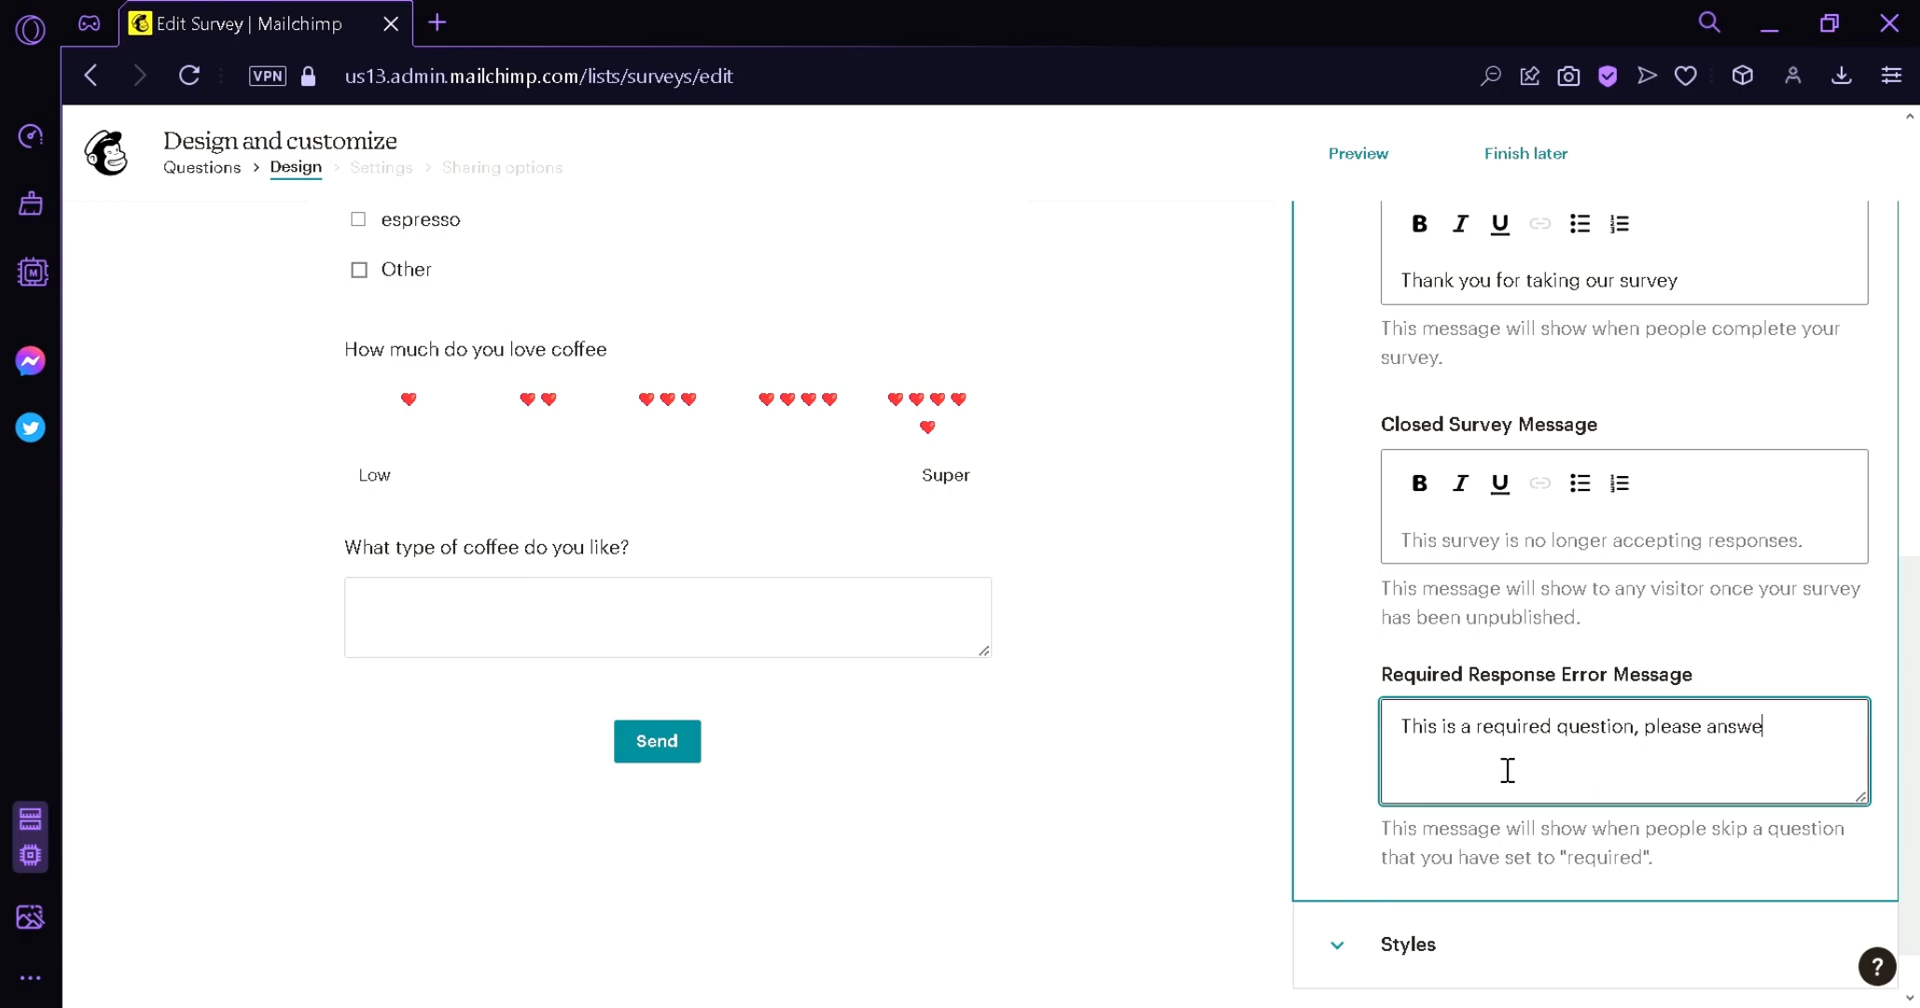 Edit Survey | Mailchimp
VPN
us13.admin.mailchimp.com/lists/surveys/edit
Design and customize
Questions > Design > Settings > Sharing options
Preview
Finish later
espresso
Other
How much do you love coffee
Low
Super
What type of coffee do you like?
Send
B I U
Thank you for taking our survey
This message will show when people complete your
survey.
Closed Survey Message
B I U
This survey is no longer accepting responses.
This message will show to any visitor once your survey
has been unpublished.
Required Response Error Message
This is a required question, please answe
This message will show when people skip a question
that you have set to "required".
Styles
?